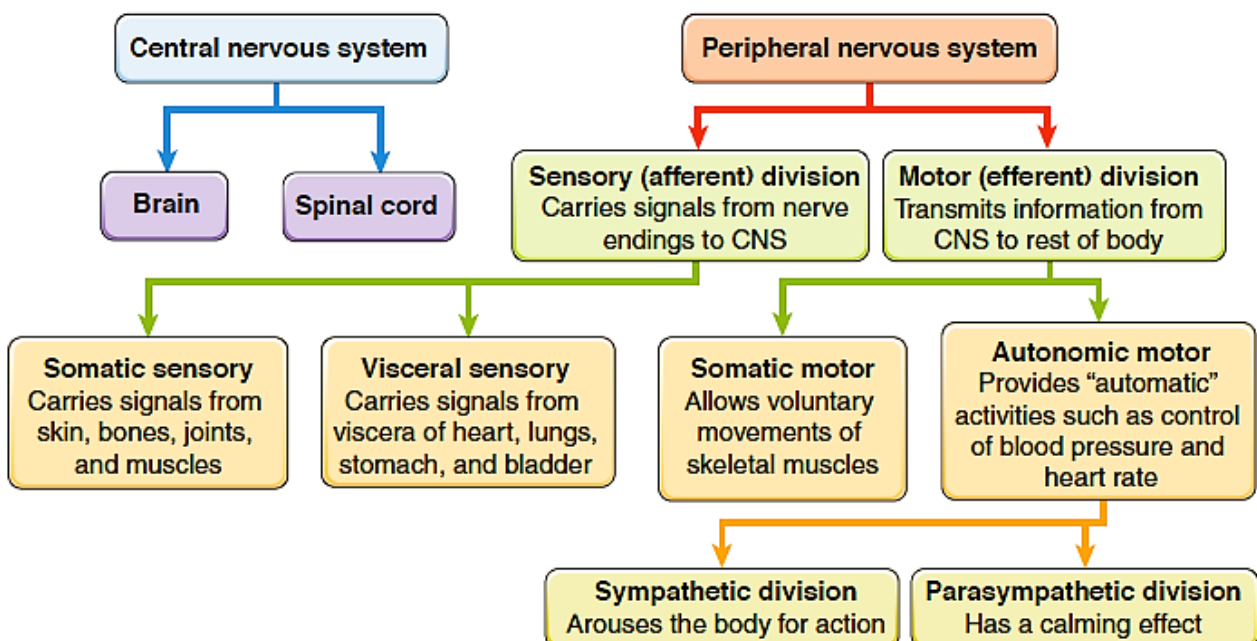 Central nervous system
Peripheral nervous system
Brain
Spinal cord
Sensory (afferent) division
Carries signals from nerve
endings to CNS
Motor (efferent) division
Transmits information from
CNS to rest of body
Somatic sensory
Carries signals from
skin, bones, joints,
and muscles
Visceral sensory
Carries signals from
viscera of heart, lungs,
stomach, and bladder
Somatic motor
Allows voluntary
movements of
skeletal muscles
Autonomic motor
Provides “automatic”
activities such as control
of blood pressure and
heart rate
Sympathetic division
Arouses the body for action
Parasympathetic division
Has a calming effect